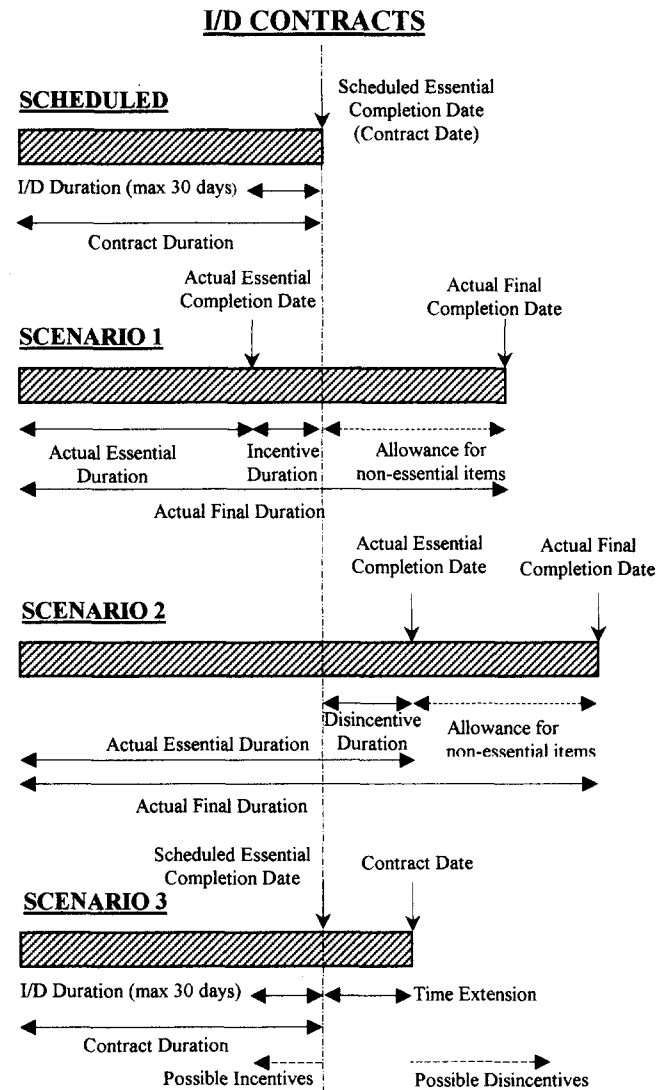 I/D CONTRACTS
SCHEDULED
Scheduled Essential
Completion Date
(Contract Date)
I/D Duration (max 30 days)
Contract Duration
Actual Essential
Completion Date
Actual Final
Completion Date
SCENARIO 1
Actual Essential
Duration
Incentive
Duration
Allowance for
non-essential items
Actual Final Duration
Actual Essential
Completion Date
Actual Final
Completion Date
SCENARIO 2
Disincentive
Duration
Allowance for
non-essential items
Actual Essential Duration
Actual Final Duration
Scheduled Essential
Completion Date
Contract Date
SCENARIO 3
I/D Duration (max 30 days)
Time Extension
Contract Duration
Possible Incentives
Possible Disincentives